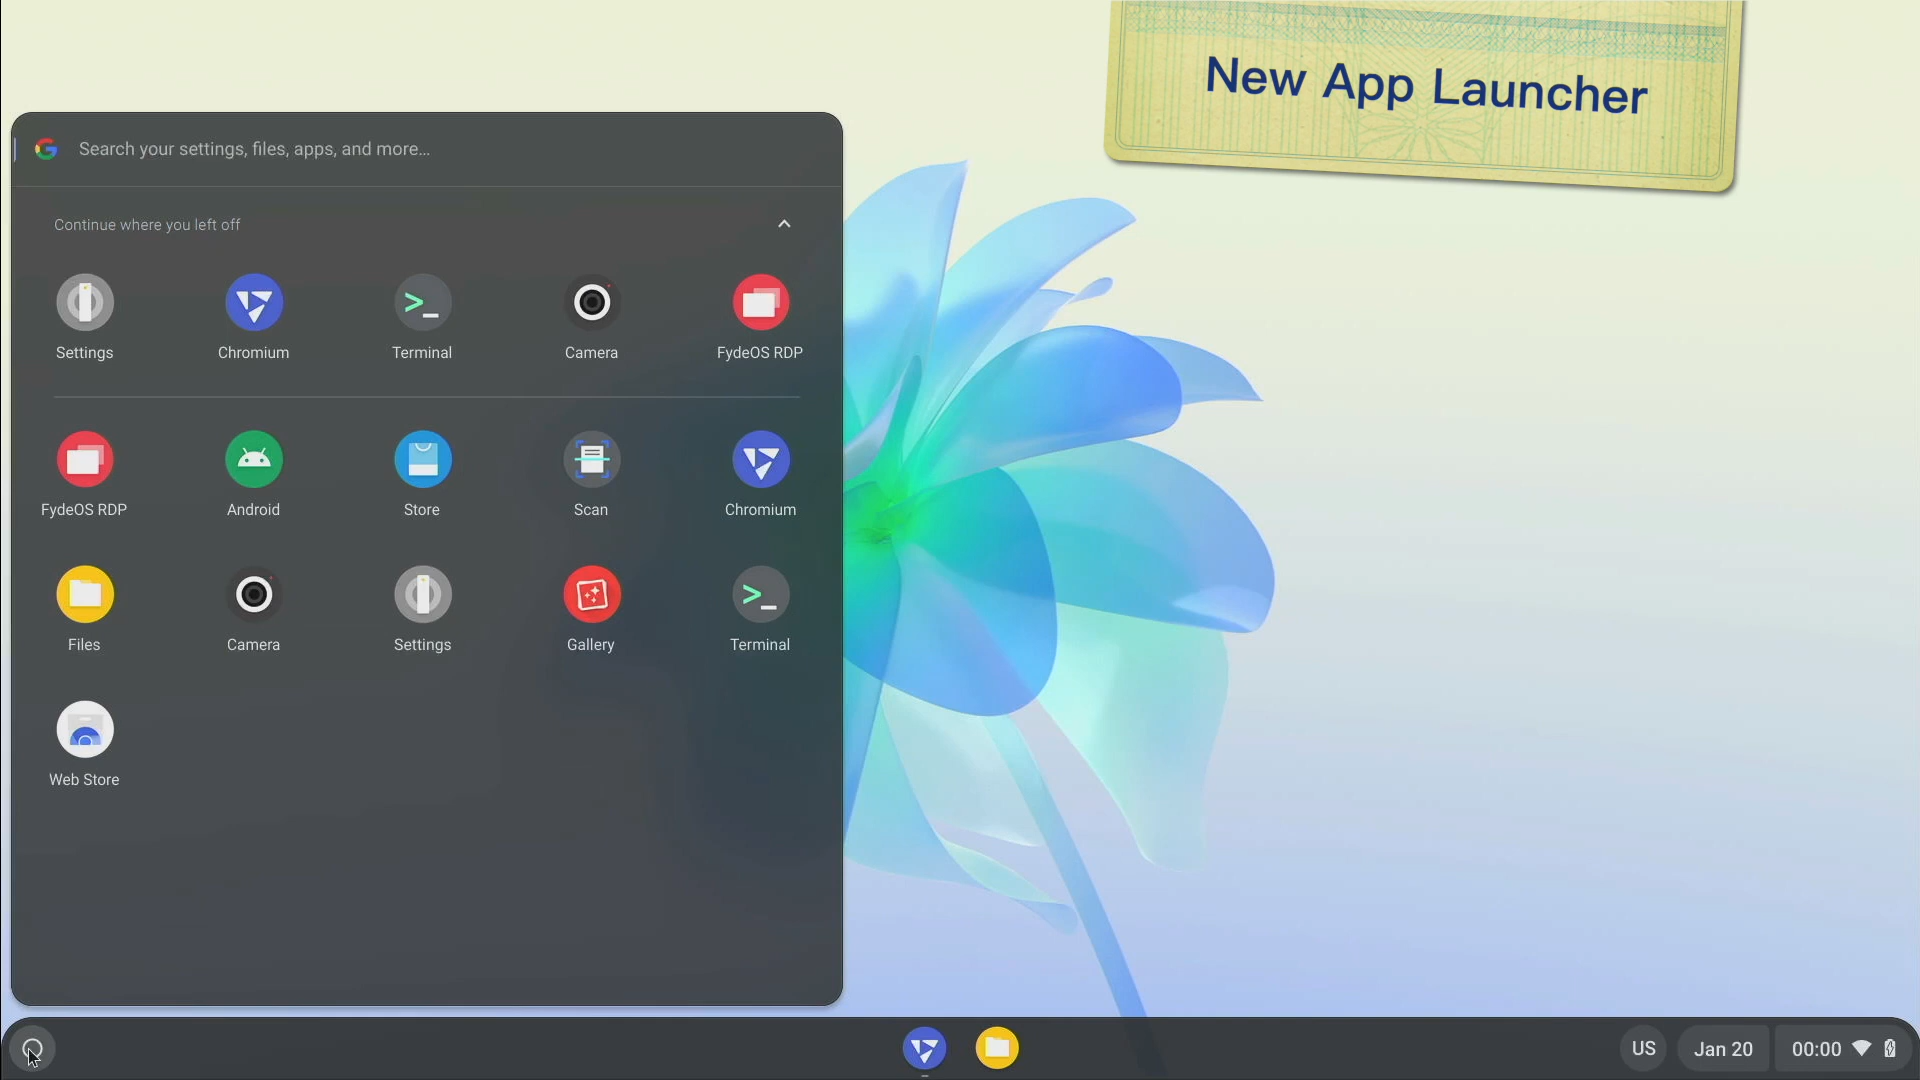 New App Launcher
Search your settings, files, apps, and more...
Continue where you left off
Settings
Chromium
Terminal
Camera
FydeOS RDP
FydeOS RDP
Android
Store
Scan
Chromium
Files
Camera
Settings
Gallery
Terminal
Web Store
US
Jan 20
00:00